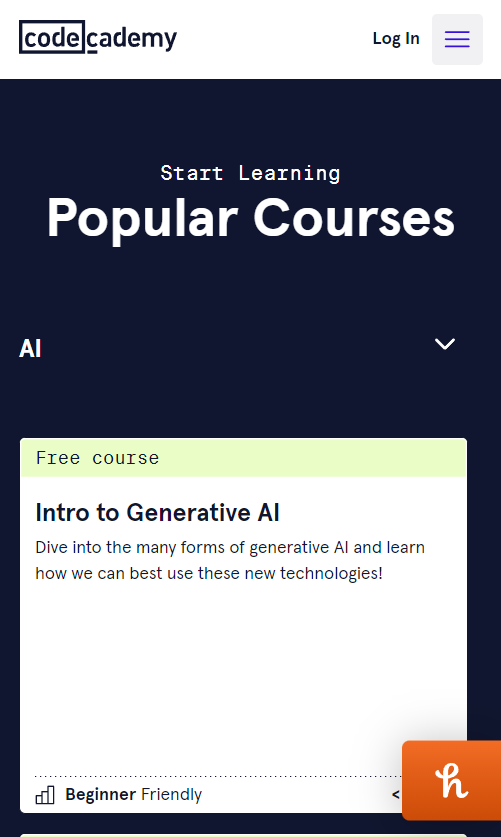 codecademy
Log In
Start Learning
Popular Courses
AI
Free course
Intro to Generative AI
Dive into the many forms of generative AI and learn
how we can best use these new technologies!
Beginner Friendly
<
h